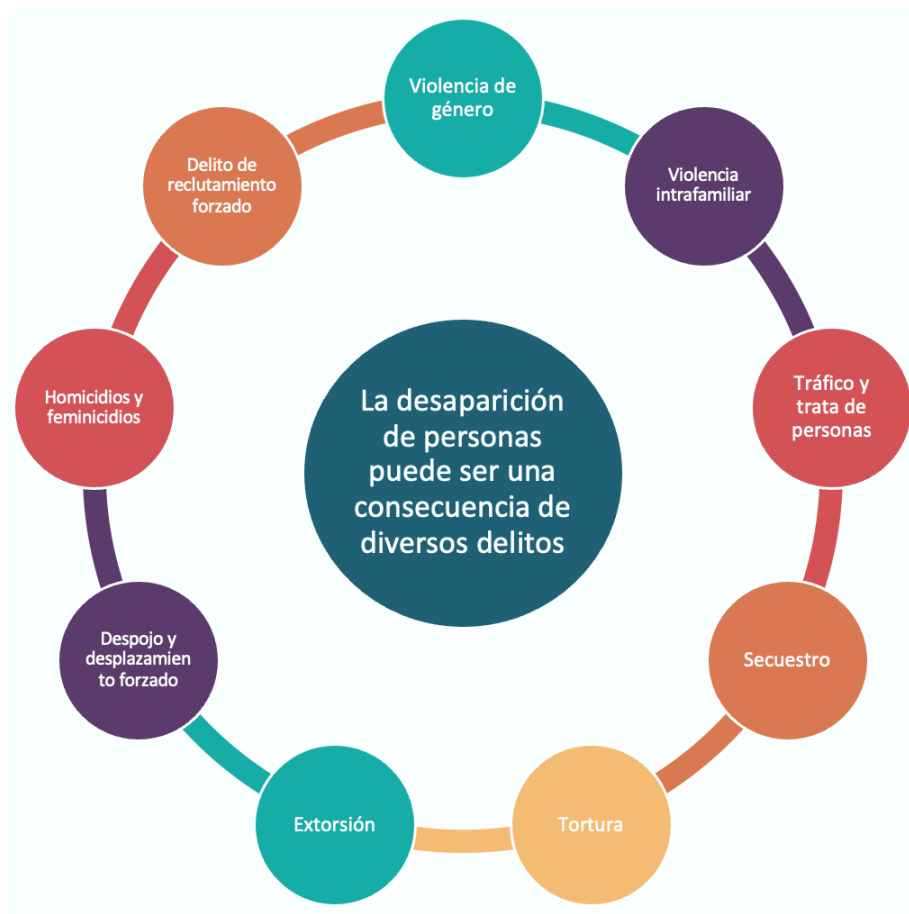 Violencia de
género
Violencia
intrafamiliar
Tráfico y
trata de
personas
Secuestro
Tortura
Extorsión
Despojo y
desplazamien
to forzado
Homicidios y
feminicidios
Delito de
reclutamiento
forzado
La desaparición
de personas
puede ser una
consecuencia de
diversos delitos